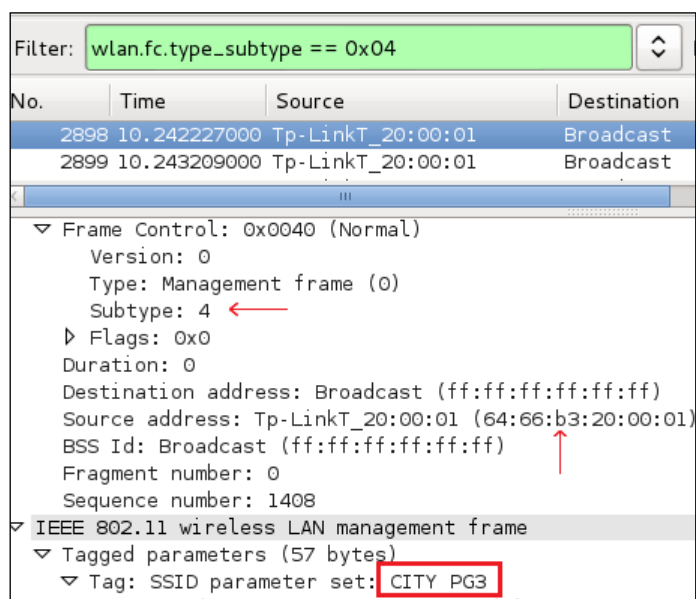 Filter: wlan.fc.type_subtype == 0x04
No. Time Source Destination
2898 10.242227000 Tp-LinkT_20:00:01 Broadcast
2899 10.243209000 Tp-LinkT_20:00:01 Broadcast
Frame Control: 0x0040 (Normal)
Version: 0
Type: Management frame (0)
Subtype: 4
Flags: 0x0
Duration: 0
Destination address: Broadcast (ff:ff:ff:ff:ff:ff)
Source address: Tp-LinkT_20:00:01 (64:66:b3:20:00:01)
BSS Id: Broadcast (ff:ff:ff:ff:ff:ff)
Fragment number: 0
Sequence number: 1408
IEEE 802.11 wireless LAN management frame
Tagged parameters (57 bytes)
Tag: SSID parameter set: CITY PG3